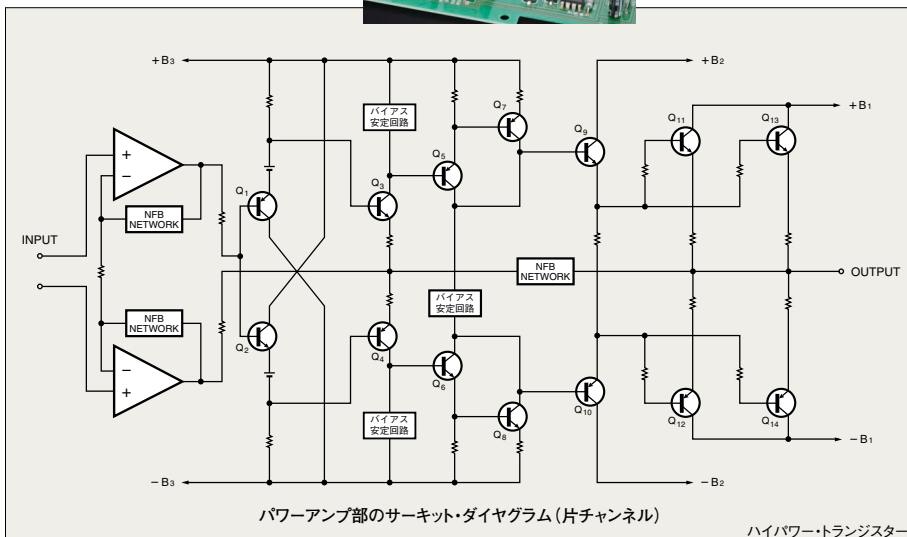 +B3
+B2
バイアス
安定回路
Q7
Q9
Q11
Q13
+B1
+
−
Q5
Q1
Q3
NFB
NETWORK
INPUT
NFB
NETWORK
OUTPUT
バイアス
安定回路
NFB
NETWORK
Q2
Q4
−
+
Q6
Q10
Q12
Q14
バイアス
安定回路
Q8
−B1
−B3
−B2
パワーアンプ部のサーキット・ダイヤグラム(片チャンネル)
ハイパワー・トランジスター